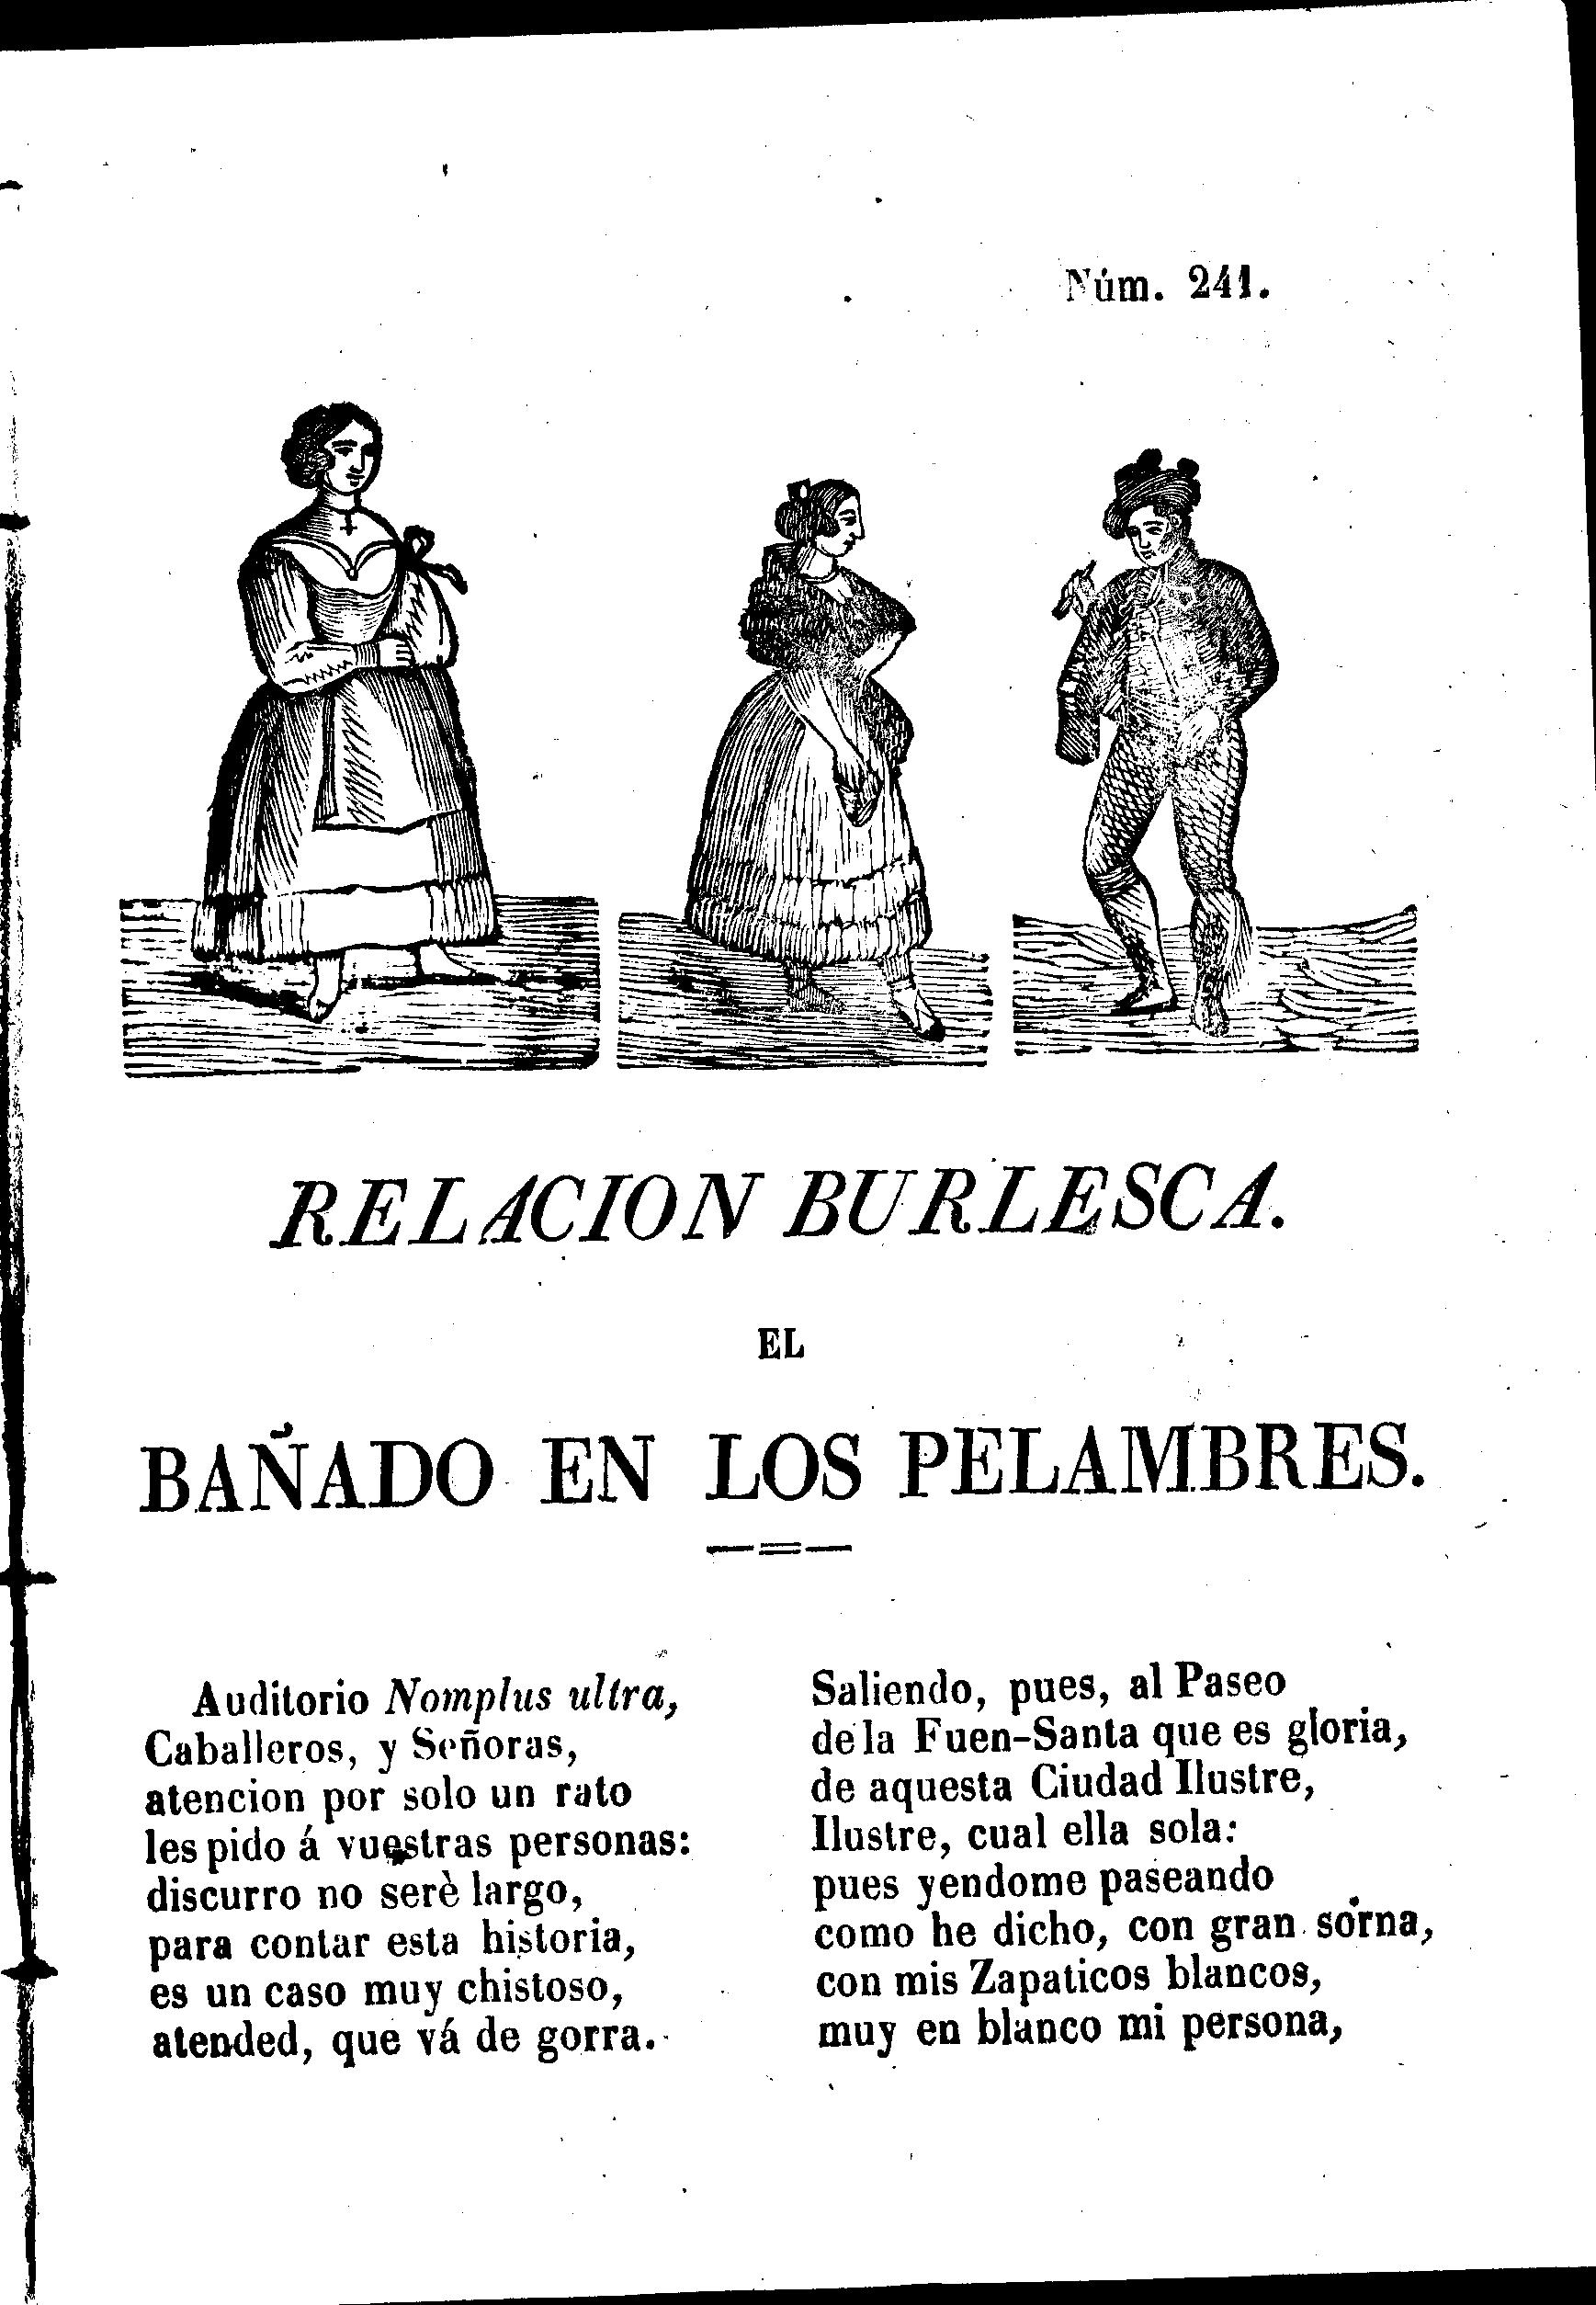 Núm. 241.
RELACION BURLESCA.
EL
BAÑADO EN LOS PELAMBRES.
Auditorio Nomplus ultra,
Caballeros, y Señoras,
atencion por solo un rato
les pido á vuestras personas:
discurro no serè largo,
para contar esta historia,
es un caso muy chistoso,
atended, que vá de gorra.
Saliendo, pues, al Paseo
de la Fuen-Santa que es gloria,
de aquesta Ciudad Ilustre,
Ilustre, cual ella sola:
pues yendome paseando
como he dicho, con gran sorna,
con mis Zapaticos blancos,
muy en blanco mi persona,